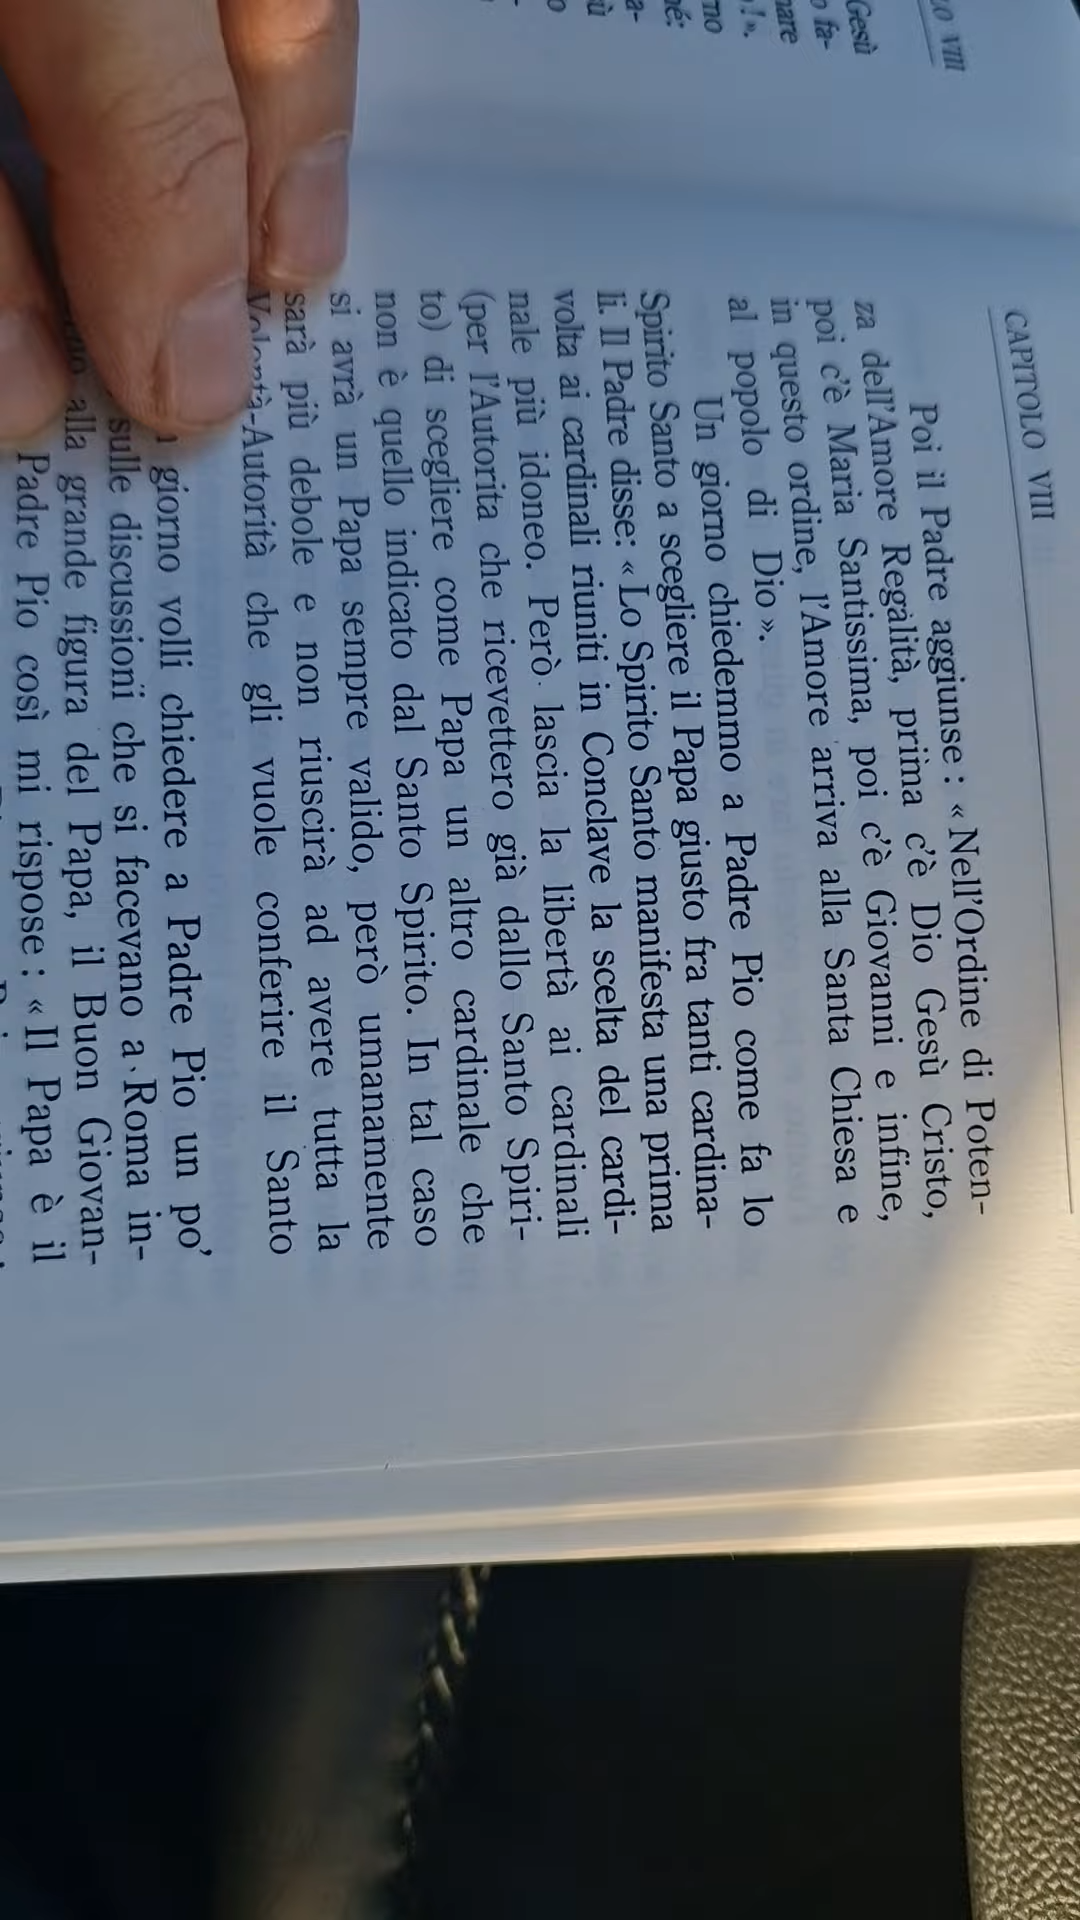 CAPITOLO VIII
Poi il Padre aggiunse : « Nell'Ordine di Poten-
za dell'Amore Regalità, prima c'è Dio Gesù Cristo,
poi c'è Maria Santissima, poi c'è Giovanni e infine,
in questo ordine, l'Amore arriva alla Santa Chiesa e
al popolo di Dio ».
Un giorno chiedemmo a Padre Pio come fa lo
Spirito Santo a scegliere il Papa giusto fra tanti cardina-
li. Il Padre disse: « Lo Spirito Santo manifesta una prima
volta ai cardinali riuniti in Conclave la scelta del cardi-
nale più idoneo. Però lascia la libertà ai cardinali
(per l'Autorita che ricevettero già dallo Santo Spiri-
to) di scegliere come Papa un altro cardinale che
non è quello indicato dal Santo Spirito. In tal caso
si avrà un Papa sempre valido, però umanamente
sarà più debole e non riuscirà ad avere tutta la
Volontà-Autorità che gli vuole conferire il Santo
giorno volli chiedere a Padre Pio un po'
sulle discussioni che si facevano a Roma in-
alla grande figura del Papa, il Buon Giovan-
Padre Pio così mi rispose : « Il Papa è il
LO VIII
Gesù
fa-
no